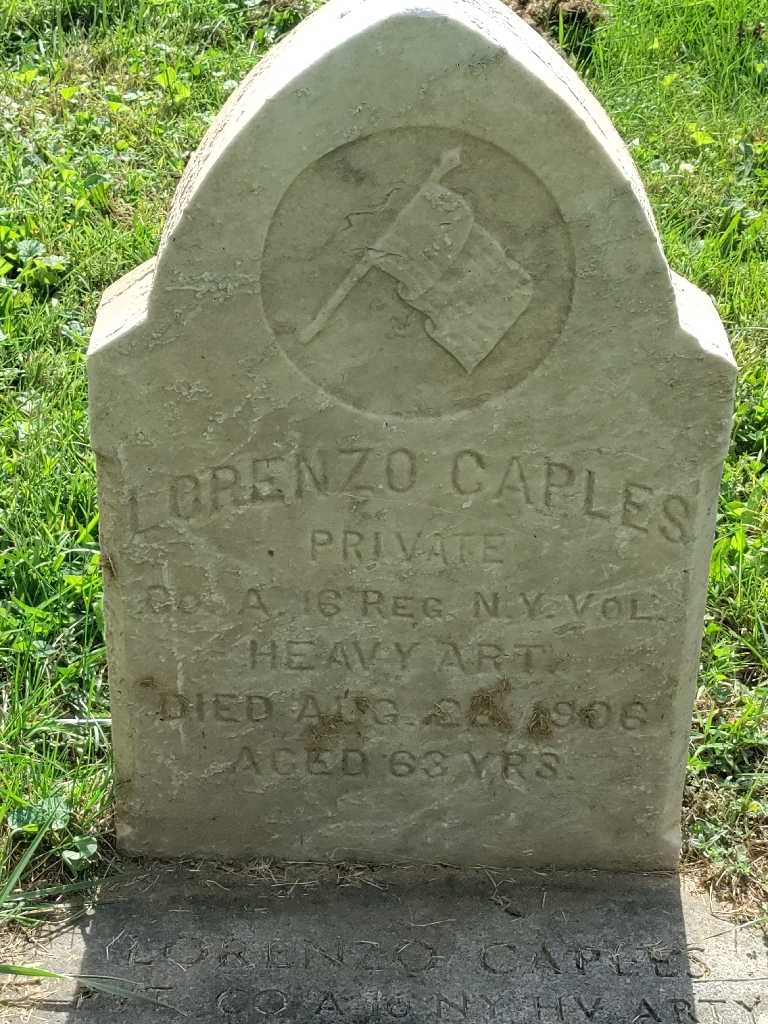 LORENZO CAPLES
PRIVATE
CO. A. 16 REG. N.Y. VOL.
HEAVY ART.
DIED AUG. 1906
AGED 63 YRS.
LORENZO CAPLES
CO A 16 NY HV ARTY